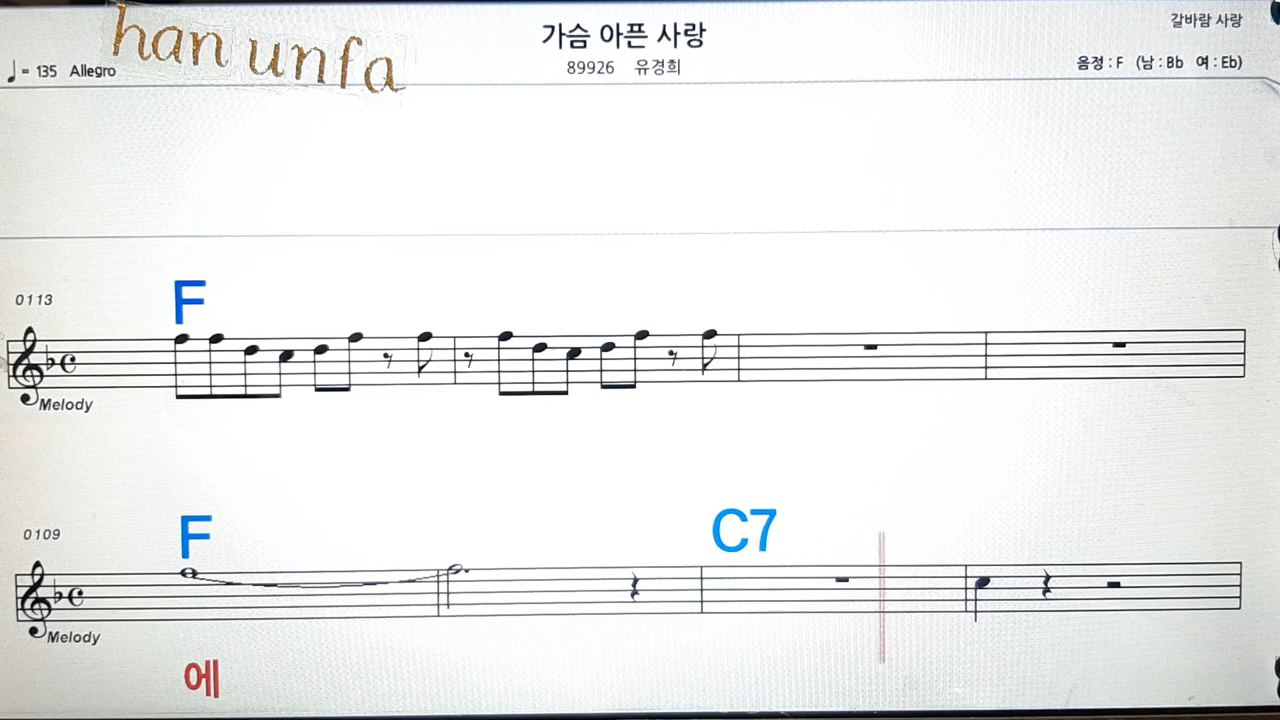 han unfa
가슴 아픈 사랑
갈바람 사랑
♩= 135 Allegro
89926 유경희
음정 : F (남 : Bb 여 : Eb)
0113
F
Melody
0109
F C7
Melody
에